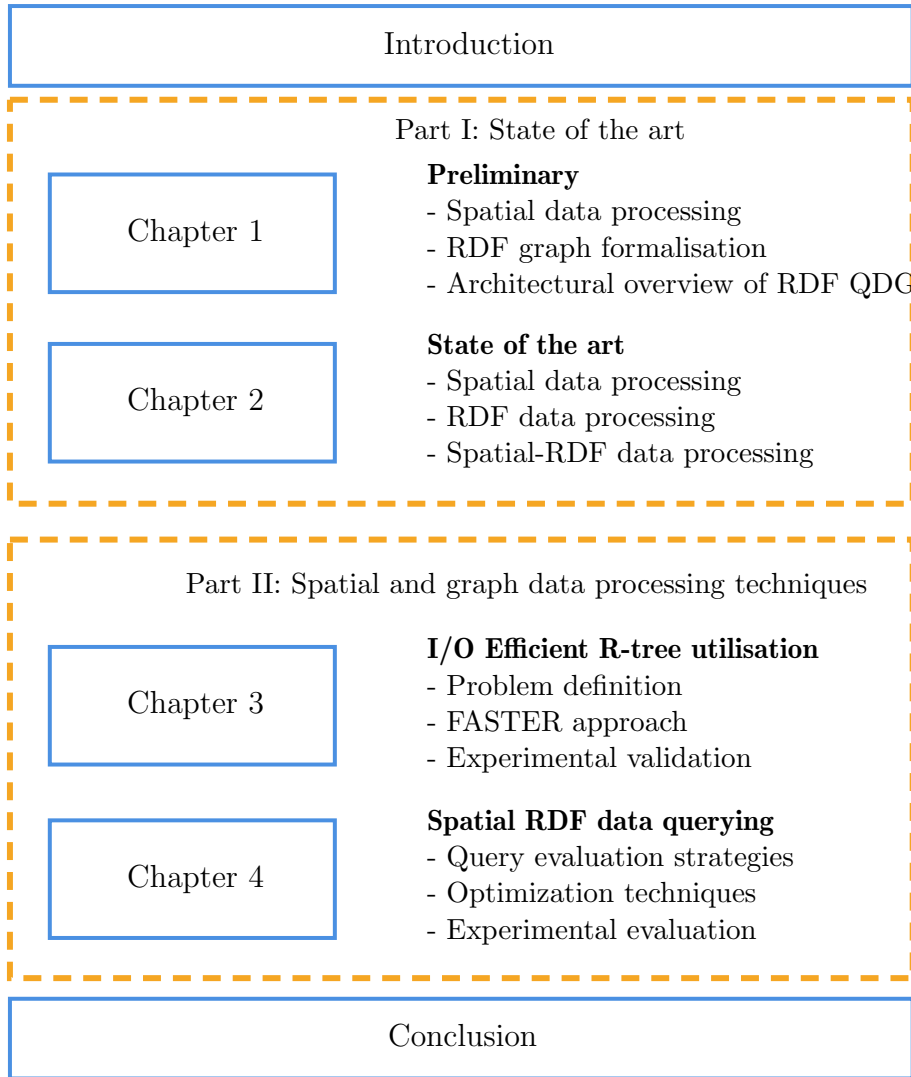 Introduction
Part I: State of the art
Chapter 1
Preliminary
- Spatial data processing
- RDF graph formalisation
- Architectural overview of RDF QDG
Chapter 2
State of the art
- Spatial data processing
- RDF data processing
- Spatial-RDF data processing
Part II: Spatial and graph data processing techniques
Chapter 3
I/O Efficient R-tree utilisation
- Problem definition
- FASTER approach
- Experimental validation
Chapter 4
Spatial RDF data querying
- Query evaluation strategies
- Optimization techniques
- Experimental evaluation
Conclusion